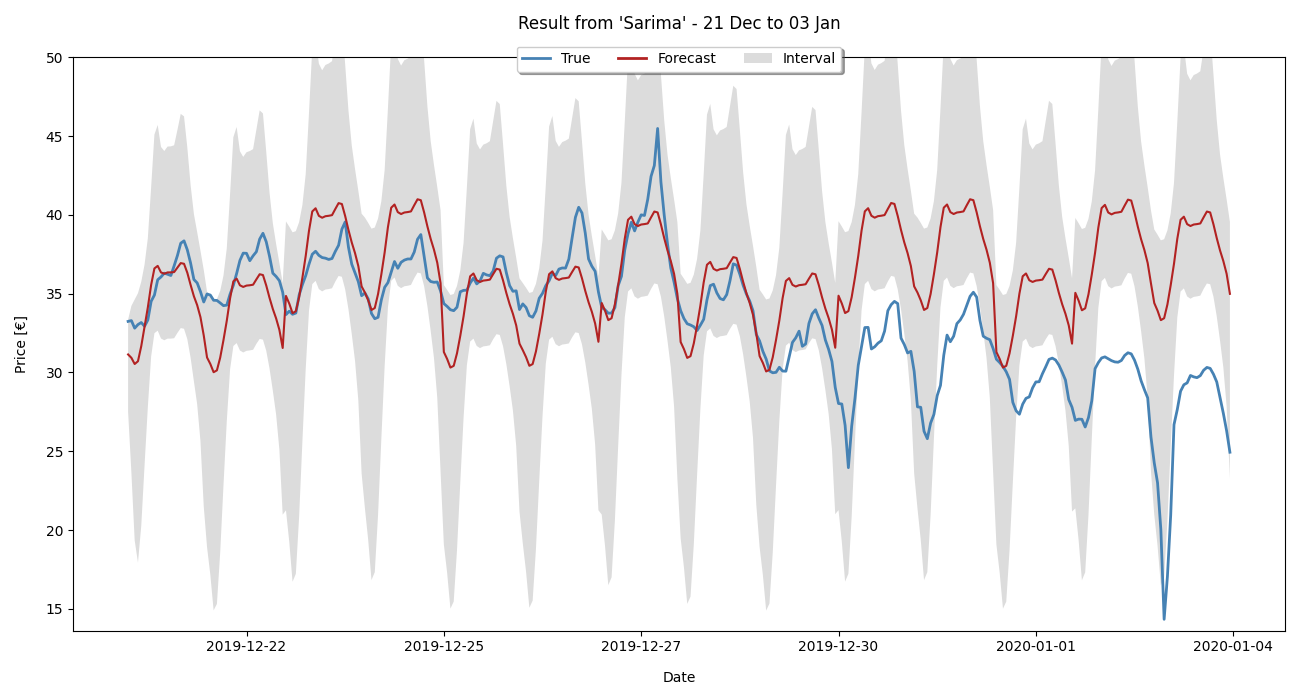 Result from 'Sarima' - 21 Dec to 03 Jan
True Forecast Interval
50
45
40
35
30
25
20
15
Price [€]
2019-12-22 2019-12-25 2019-12-27 2019-12-30 2020-01-01 2020-01-04
Date